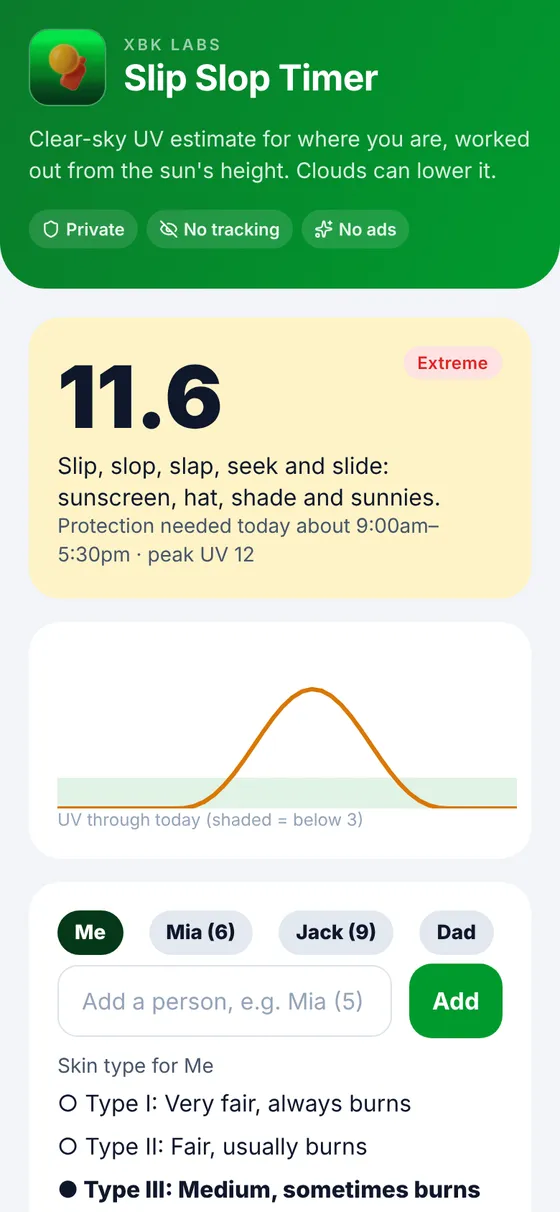 XBK LABS
Slip Slop Timer
Clear-sky UV estimate for where you are, worked
out from the sun's height. Clouds can lower it.
Private
No tracking
No ads
11.6
Extreme
Slip, slop, slap, seek and slide:
sunscreen, hat, shade and sunnies.
Protection needed today about 9:00am–
5:30pm · peak UV 12
UV through today (shaded = below 3)
Me
Mia (6)
Jack (9)
Dad
Add a person, e.g. Mia (5)
Add
Skin type for Me
Type I: Very fair, always burns
Type II: Fair, usually burns
Type III: Medium, sometimes burns